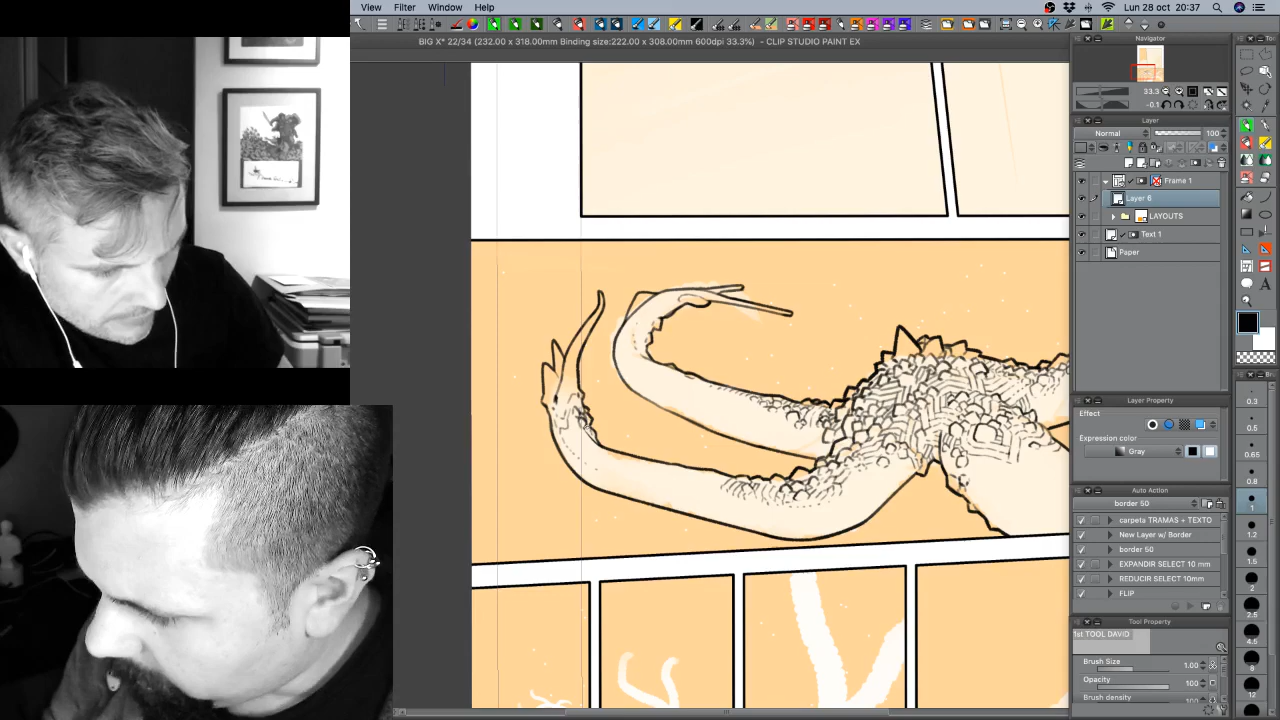 View Filter Window Help
Lun 28 oct 20:37
BIG X* 22/34 (232.00 x 318.00mm Binding size:222.00 x 308.00mm 600dpi 33.3%) - CLIP STUDIO PAINT EX
Navigator
33.3
-0.1
Layer
Normal
100
Frame 1
Layer 6
LAYOUTS
Text 1
Paper
Layer Property
Effect
Expression color
Gray
Auto Action
border 50
carpeta TRAMAS + TEXTO
New Layer w/ Border
border 50
EXPANDIR SELECT 10 mm
REDUCIR SELECT 10mm
FLIP
Tool Property
1st TOOL DAVID
Brush Size
1.00
Opacity
100
Brush density
100
To
Br
0.3
0.5
0.65
0.8
1
1.2
1.5
2
2.5
4.5
8
12